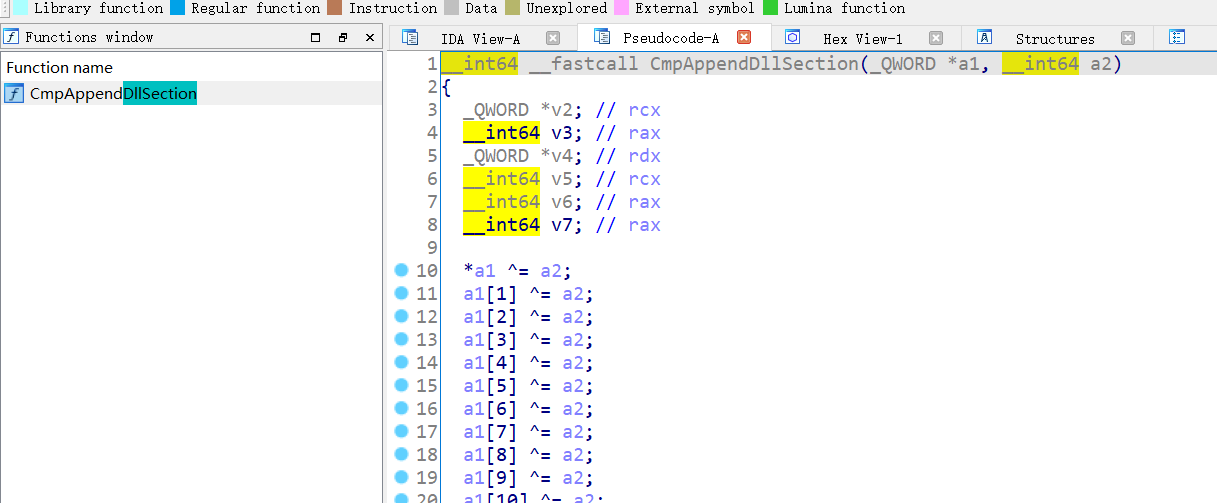 Library function Regular function Instruction Data Unexplored External symbol Lumina function
Functions window
IDA View-A Pseudocode-A Hex View-1 Structures
Function name
CmpAppendDllSection
1 __int64 __fastcall CmpAppendDllSection(_QWORD *a1, __int64 a2)
2 {
3 _QWORD *v2; // rcx
4 __int64 v3; // rax
5 _QWORD *v4; // rdx
6 __int64 v5; // rcx
7 __int64 v6; // rax
8 __int64 v7; // rax
9
10 *a1 ^= a2;
11 a1[1] ^= a2;
12 a1[2] ^= a2;
13 a1[3] ^= a2;
14 a1[4] ^= a2;
15 a1[5] ^= a2;
16 a1[6] ^= a2;
17 a1[7] ^= a2;
18 a1[8] ^= a2;
19 a1[9] ^= a2;
20 a1[10] ^= a2;